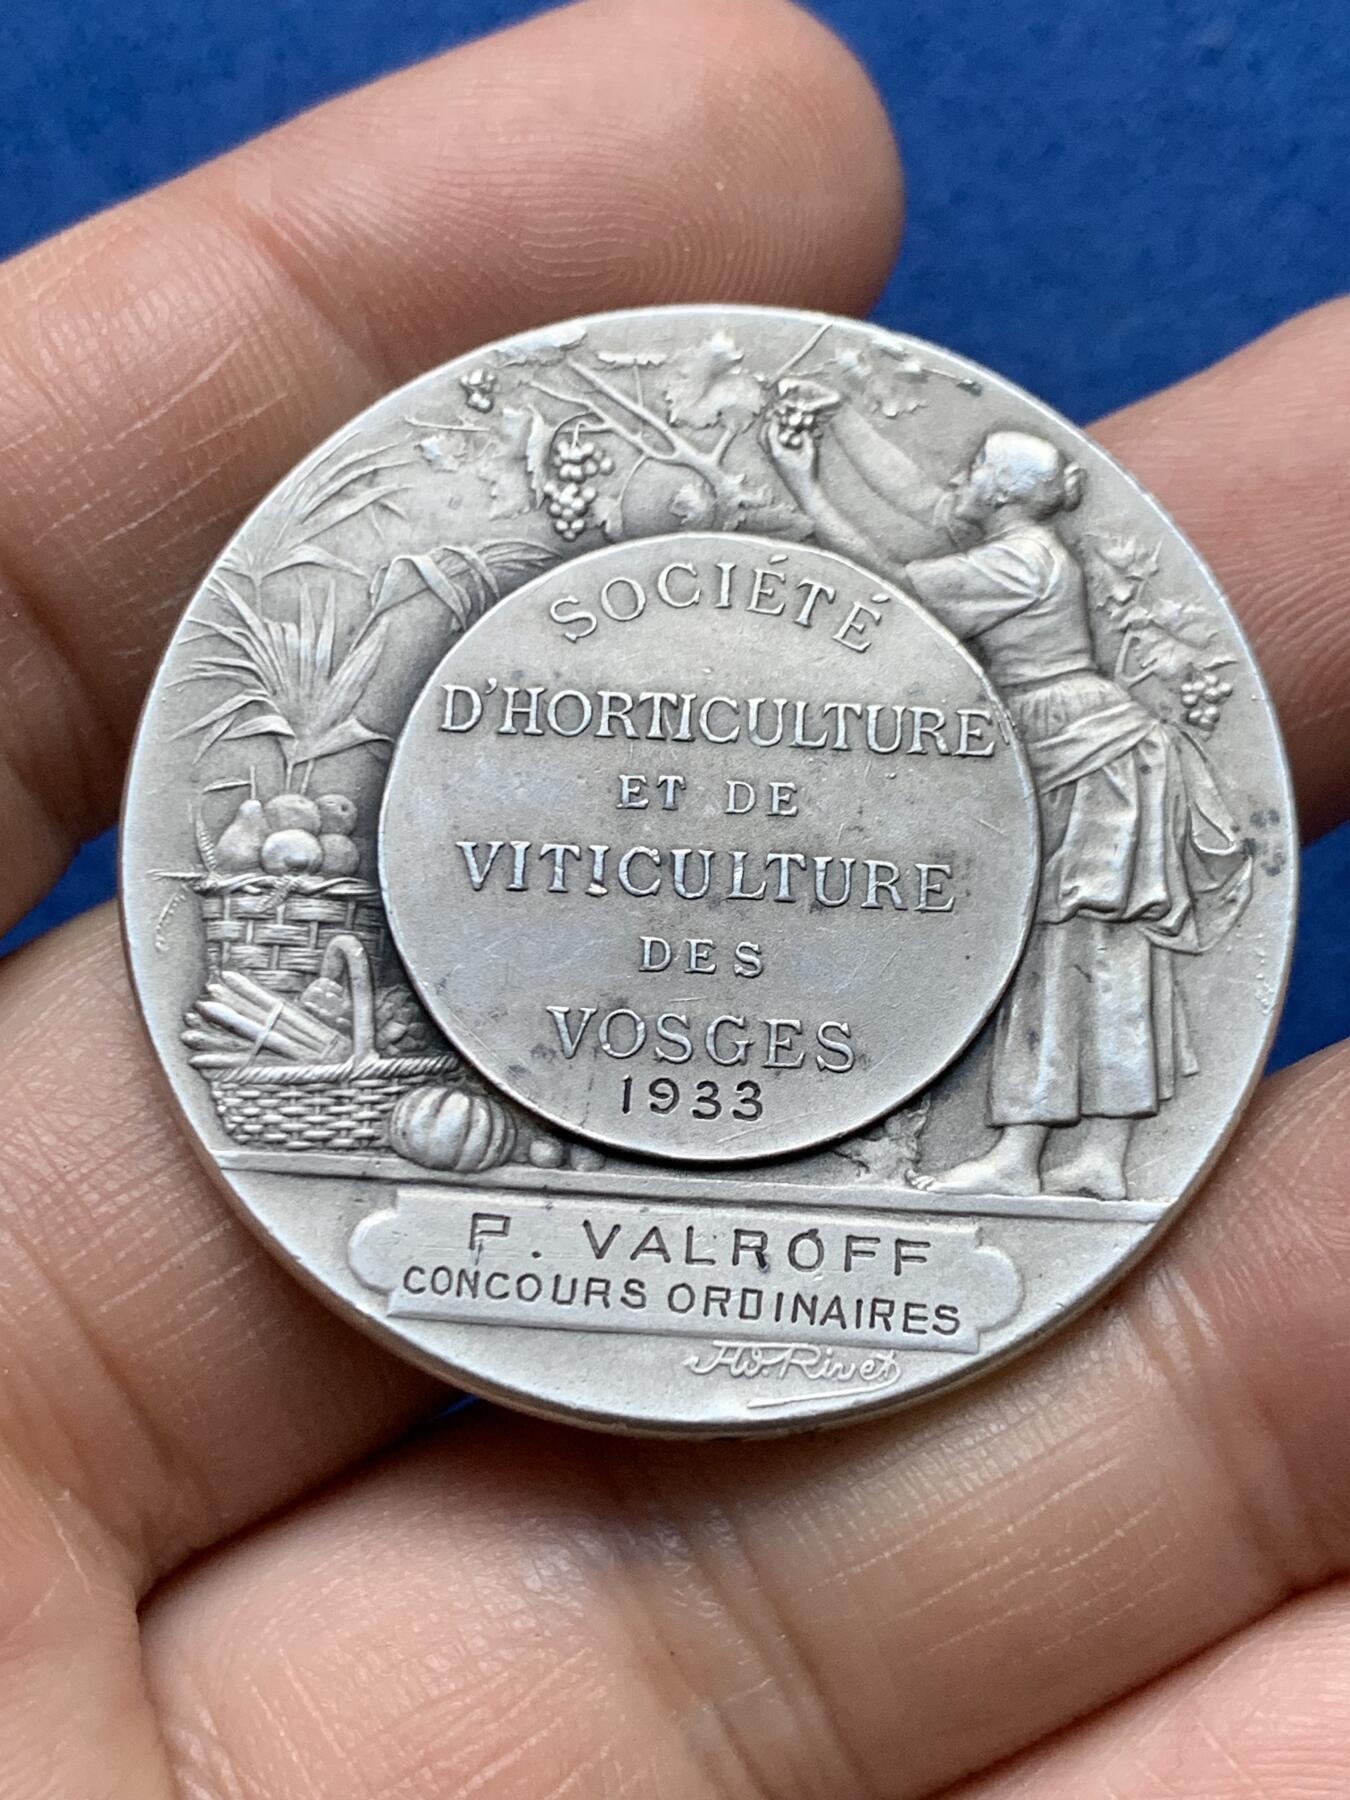 SOCIÉTÉ
D'HORTICULTURE
ET DE
VITICULTURE
DES
VOSGES
1933
P. VALROFF
CONCOURS ORDINAIRES
Ad. Rivet